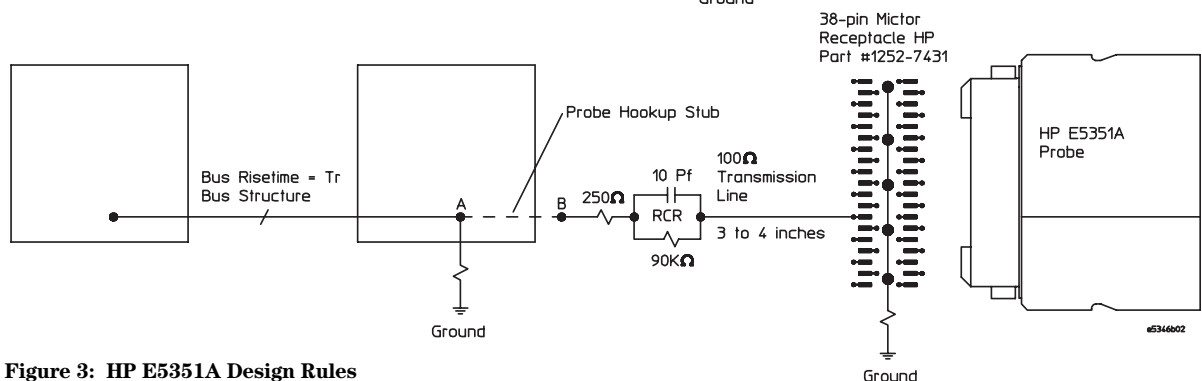 Ground
38-pin Mictor
Receptacle HP
Part #1252-7431
Probe Hookup Stub
HP E5351A
Probe
Bus Risetime = Tr
Bus Structure
A
B
250Ω
10 Pf
RCR
90KΩ
100Ω
Transmission
Line
3 to 4 inches
Ground
e5346b02
Figure 3: HP E5351A Design Rules
Ground